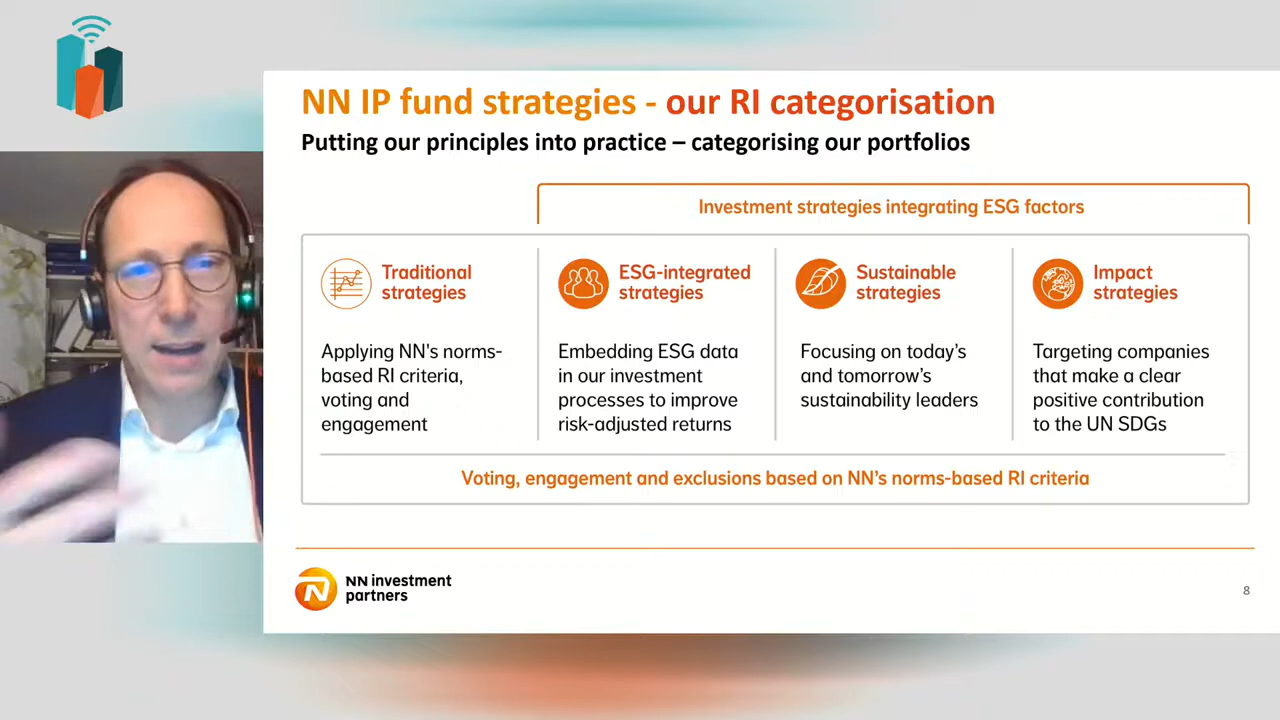 NN IP fund strategies - our RI categorisation
Putting our principles into practice – categorising our portfolios
Investment strategies integrating ESG factors
Traditional
strategies
Applying NN's norms-
based RI criteria,
voting and
engagement
ESG-integrated
strategies
Embedding ESG data
in our investment
processes to improve
risk-adjusted returns
Sustainable
strategies
Focusing on today's
and tomorrow's
sustainability leaders
Impact
strategies
Targeting companies
that make a clear
positive contribution
to the UN SDGs
Voting, engagement and exclusions based on NN's norms-based RI criteria
NN investment
partners
8